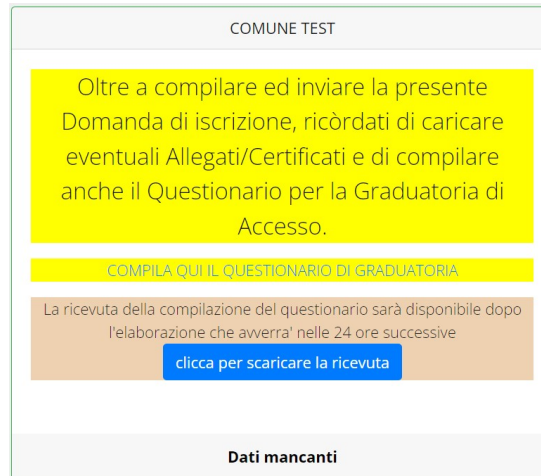 COMUNE TEST
Oltre a compilare ed inviare la presente
Domanda di iscrizione, ricòrdati di caricare
eventuali Allegati/Certificati e di compilare
anche il Questionario per la Graduatoria di
Accesso.
COMPILA QUI IL QUESTIONARIO DI GRADUATORIA
La ricevuta della compilazione del questionario sarà disponibile dopo
l'elaborazione che avverra' nelle 24 ore successive
clicca per scaricare la ricevuta
Dati mancanti